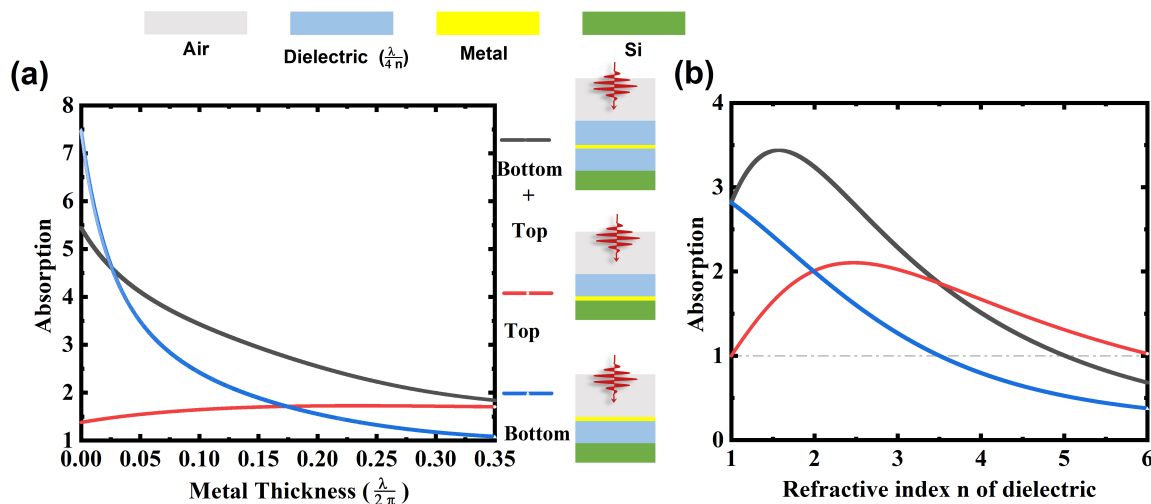 Air
Dielectric (λ/4 n)
Metal
Si
(a)
Absorption
8
7
6
5
4
3
2
1
0.00 0.05 0.10 0.15 0.20 0.25 0.30 0.35
Metal Thickness (λ/2 π)
Bottom
+
Top
Top
Bottom
(b)
Absorption
4
3
2
1
0
1 2 3 4 5 6
Refractive index n of dielectric